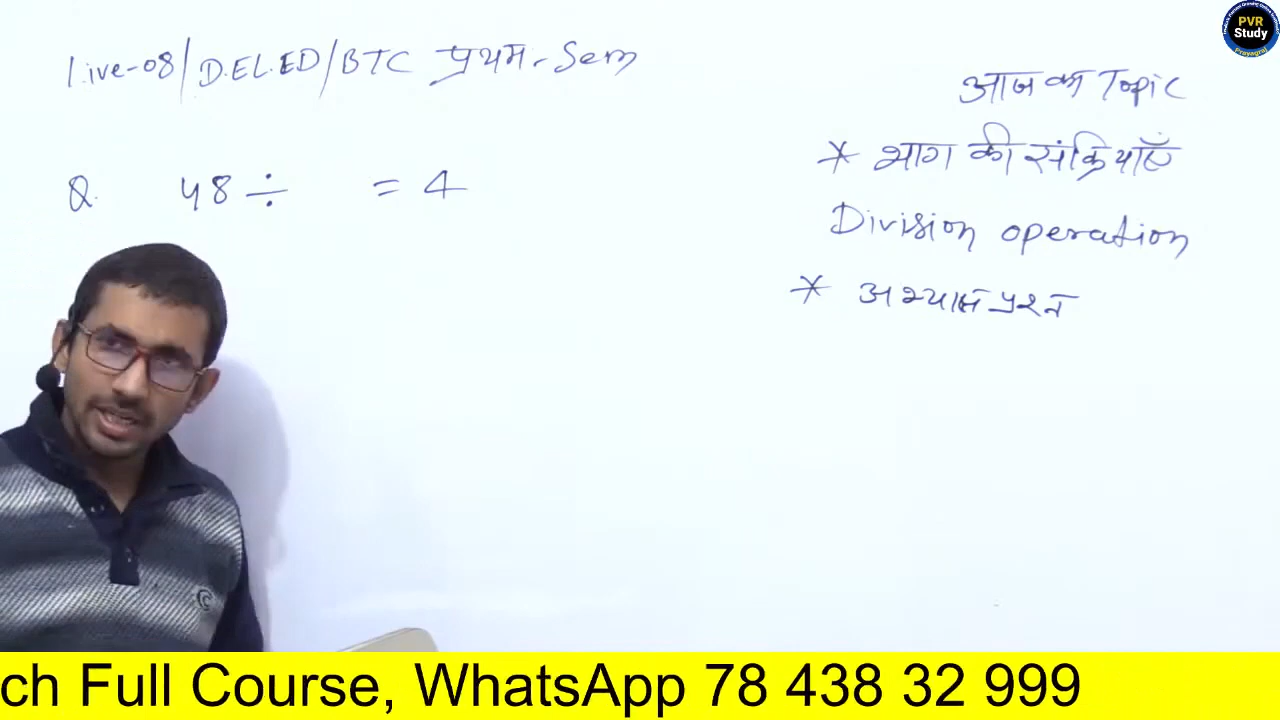 Live-08/D.EL.ED/BTC प्रथम-Sem
Q. 48 ÷ = 4
आज का Topic
* भाग की संक्रियाएँ
Division operation
* अभ्यास प्रश्न
PVR
Study
Prayagraj
ch Full Course, WhatsApp 78 438 32 999